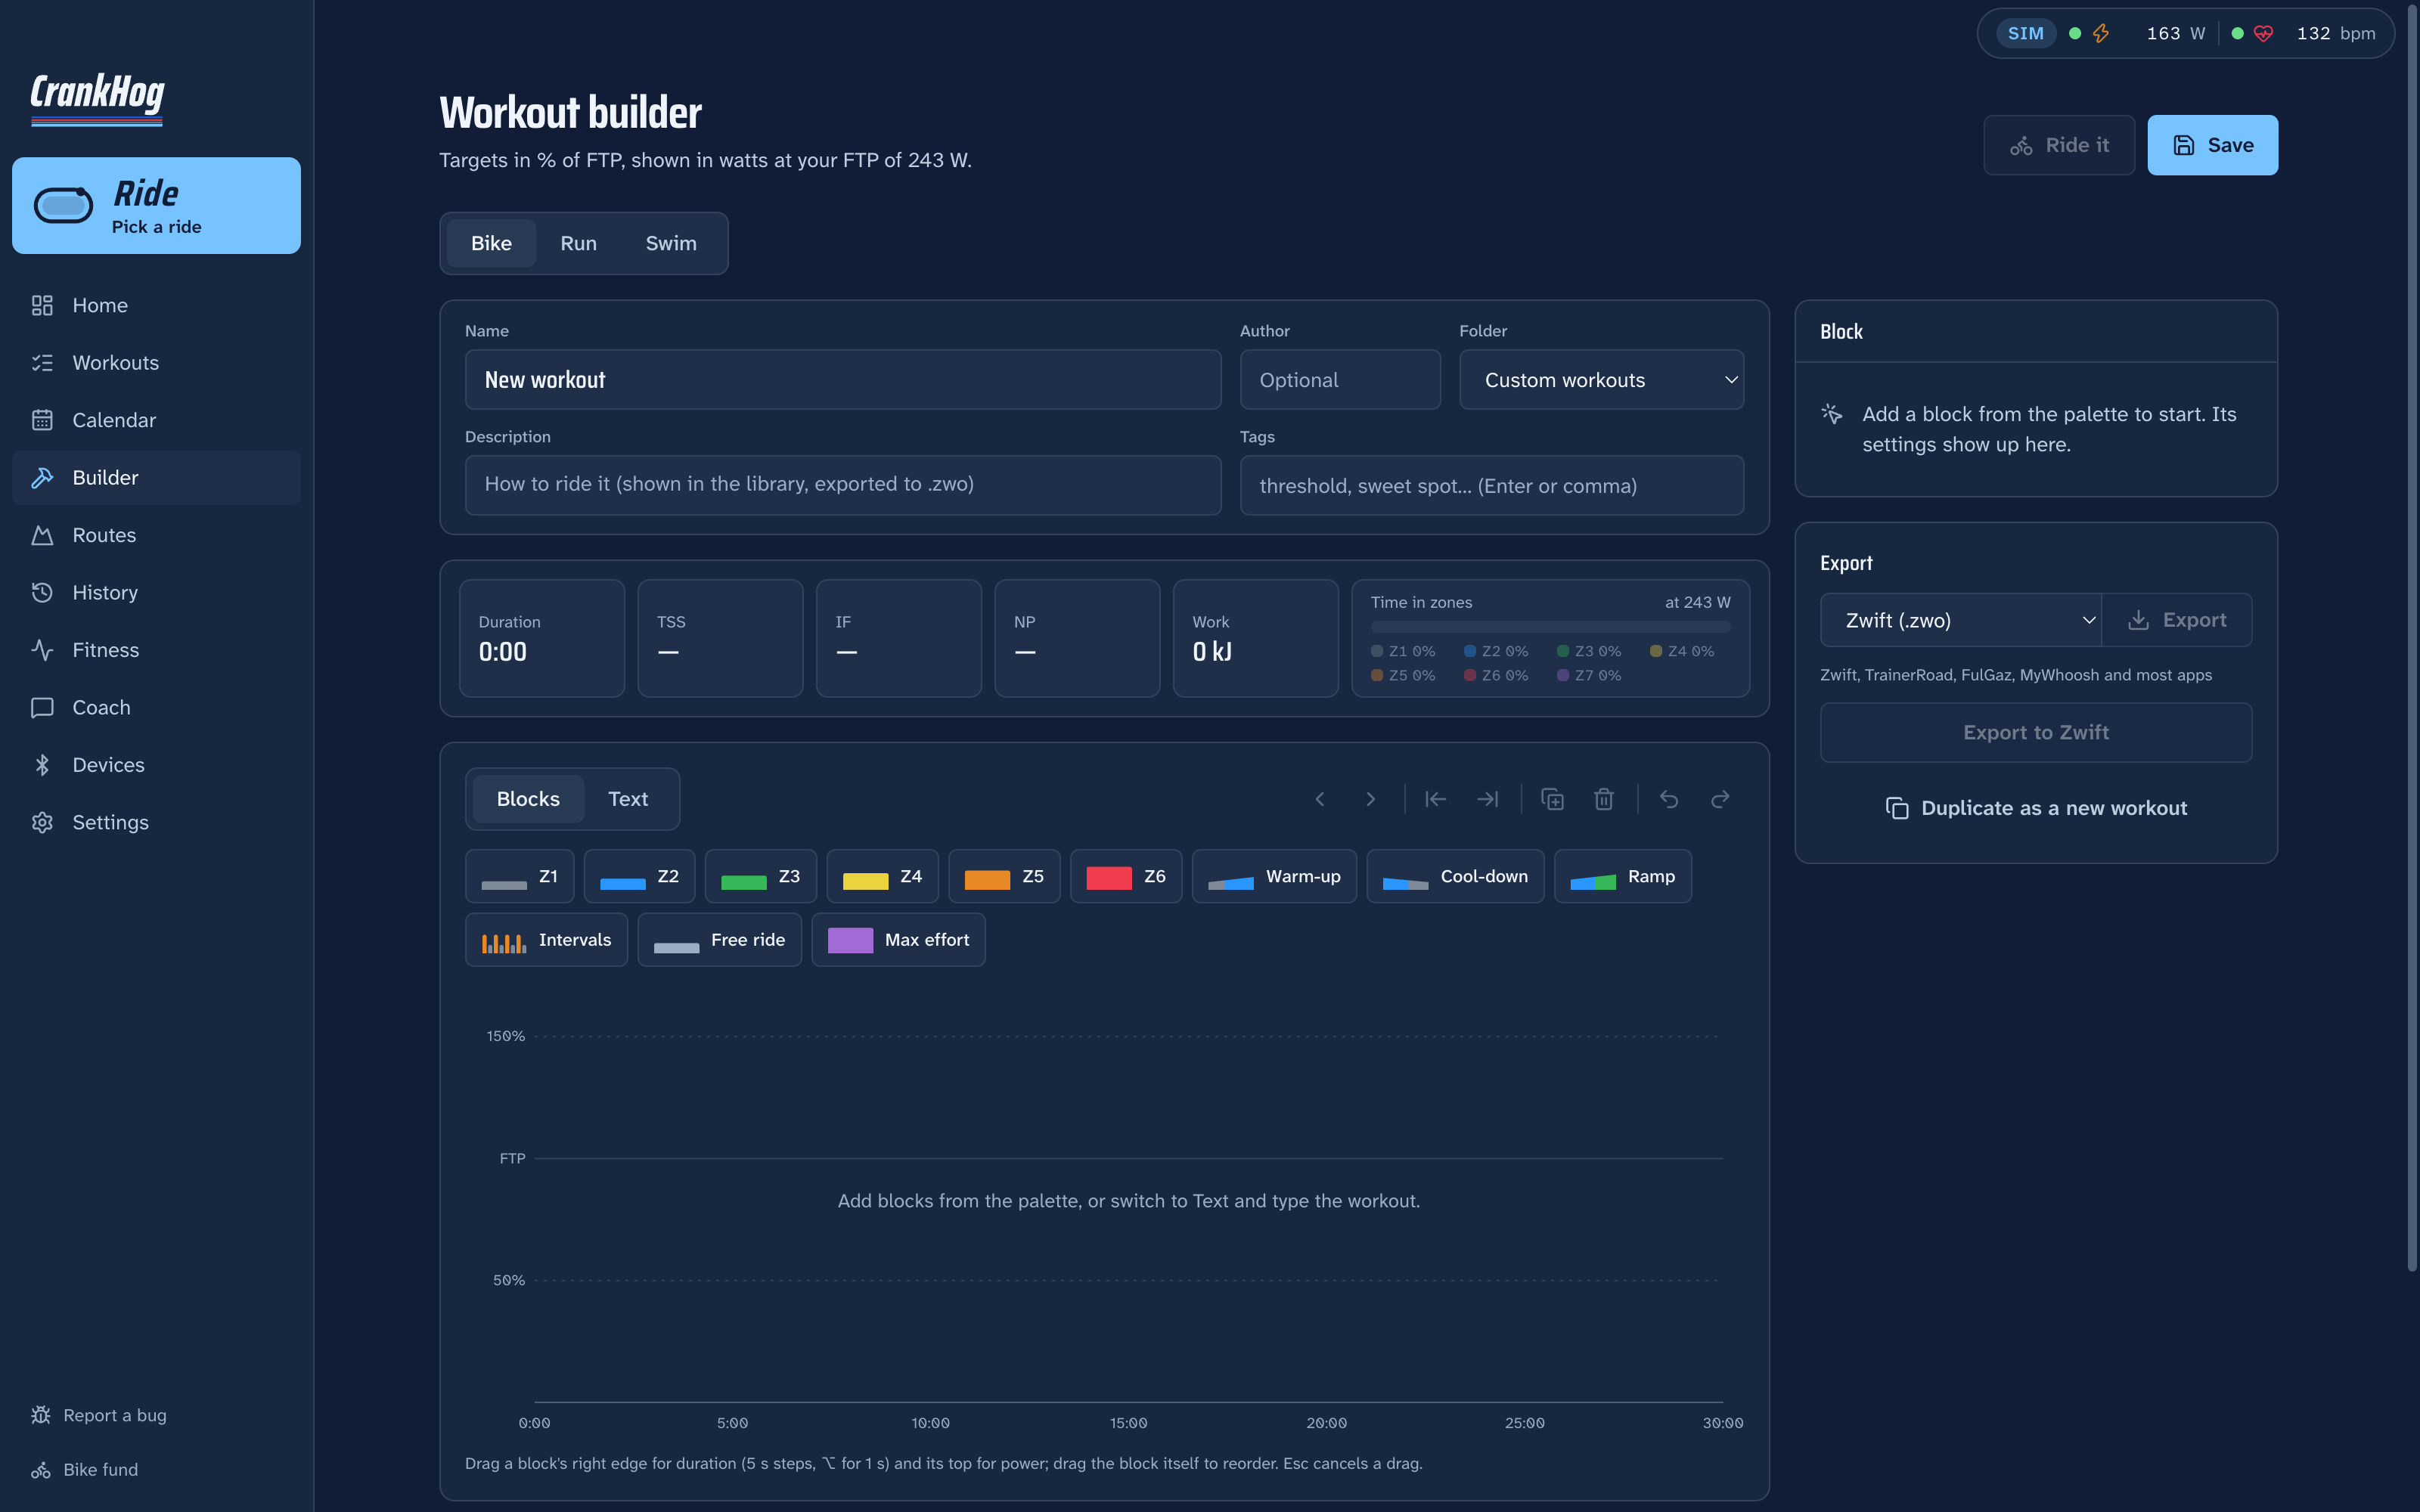 SIM 163 W 132 bpm
CrankHog
Ride
Pick a ride
Home
Workouts
Calendar
Builder
Routes
History
Fitness
Coach
Devices
Settings
Report a bug
Bike fund
Workout builder
Targets in % of FTP, shown in watts at your FTP of 243 W.
Ride it
Save
Bike Run Swim
Name
New workout
Author
Optional
Folder
Custom workouts
Description
How to ride it (shown in the library, exported to .zwo)
Tags
threshold, sweet spot... (Enter or comma)
Duration
0:00
TSS
—
IF
—
NP
—
Work
0 kJ
Time in zones at 243 W
Z1 0% Z2 0% Z3 0% Z4 0%
Z5 0% Z6 0% Z7 0%
Blocks Text
Z1 Z2 Z3 Z4 Z5 Z6 Warm-up Cool-down Ramp
Intervals Free ride Max effort
150%
FTP
Add blocks from the palette, or switch to Text and type the workout.
50%
0:00 5:00 10:00 15:00 20:00 25:00 30:00
Drag a block's right edge for duration (5 s steps, ⌥ for 1 s) and its top for power; drag the block itself to reorder. Esc cancels a drag.
Block
Add a block from the palette to start. Its
settings show up here.
Export
Zwift (.zwo)
Export
Zwift, TrainerRoad, FulGaz, MyWhoosh and most apps
Export to Zwift
Duplicate as a new workout